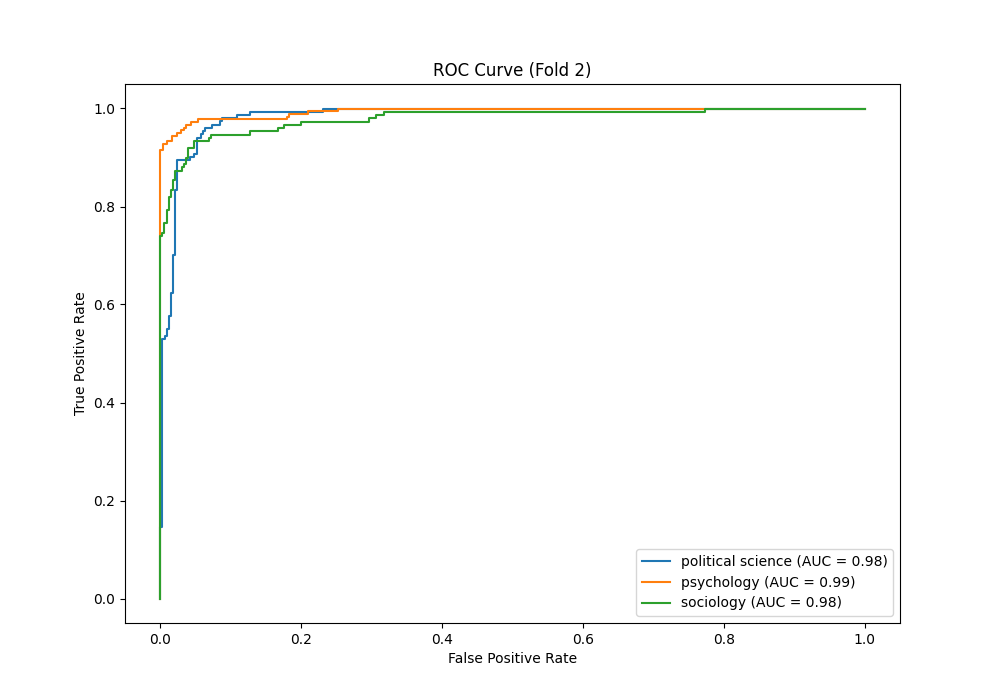 ROC Curve (Fold 2)
True Positive Rate
1.0
0.8
0.6
0.4
0.2
0.0
political science (AUC = 0.98)
psychology (AUC = 0.99)
sociology (AUC = 0.98)
0.0 0.2 0.4 0.6 0.8 1.0
False Positive Rate